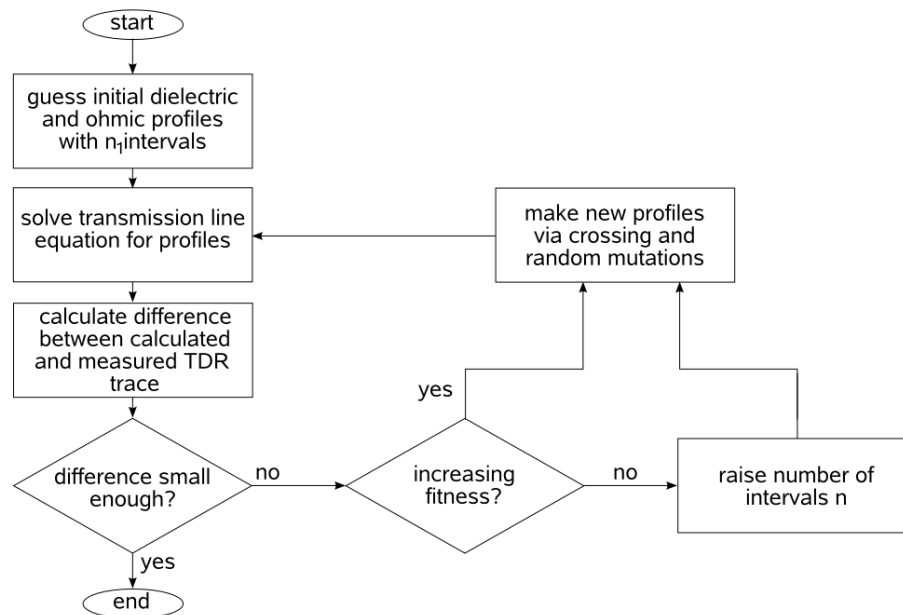 start
guess initial dielectric
and ohmic profiles
with n₁intervals
solve transmission line
equation for profiles
make new profiles
via crossing and
random mutations
calculate difference
between calculated
and measured TDR
trace
yes
difference small
enough?
no
increasing
fitness?
no
raise number of
intervals n
yes
end